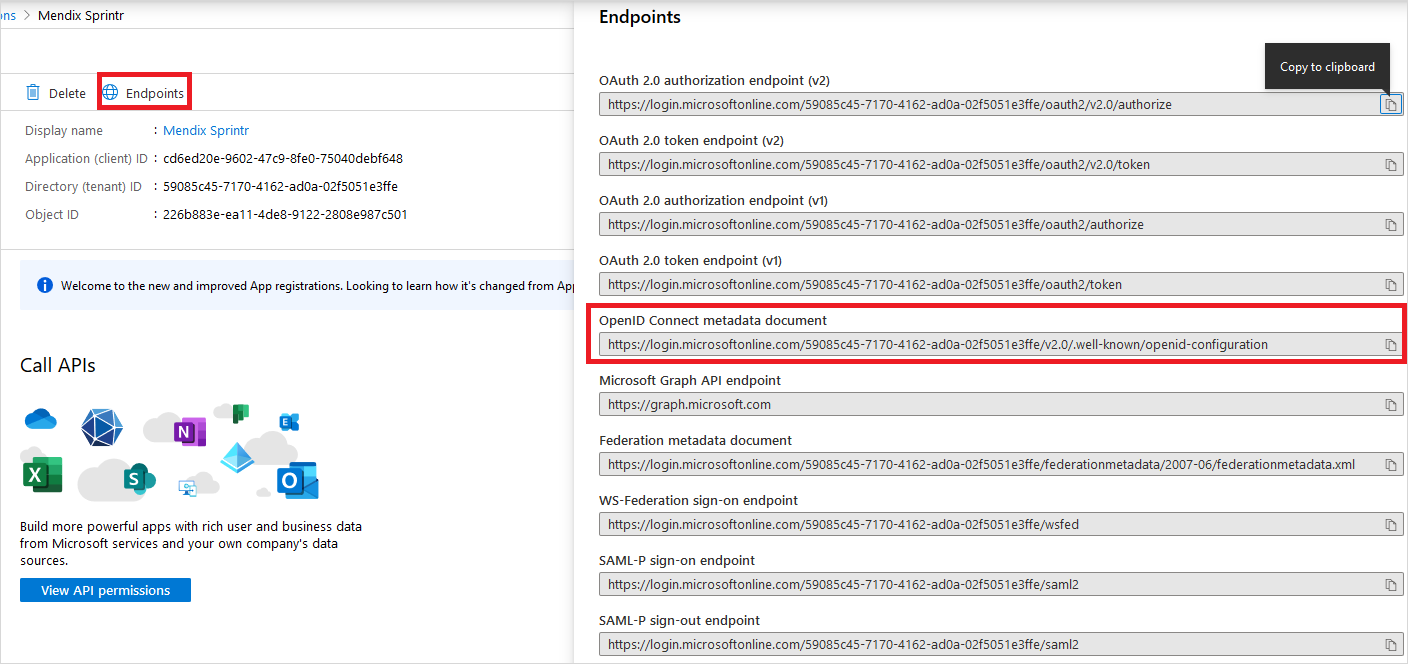 ons > Mendix Sprintr
Delete
Endpoints
Display name : Mendix Sprintr
Application (client) ID : cd6ed20e-9602-47c9-8fe0-75040debf648
Directory (tenant) ID : 59085c45-7170-4162-ad0a-02f5051e3ffe
Object ID : 226b883e-ea11-4de8-9122-2808e987c501
Welcome to the new and improved App registrations. Looking to learn how it's changed from App
Call APIs
N
E
X
S
O
Build more powerful apps with rich user and business data
from Microsoft services and your own company's data
sources.
View API permissions
Endpoints
Copy to clipboard
OAuth 2.0 authorization endpoint (v2)
https://login.microsoftonline.com/59085c45-7170-4162-ad0a-02f5051e3ffe/oauth2/v2.0/authorize
OAuth 2.0 token endpoint (v2)
https://login.microsoftonline.com/59085c45-7170-4162-ad0a-02f5051e3ffe/oauth2/v2.0/token
OAuth 2.0 authorization endpoint (v1)
https://login.microsoftonline.com/59085c45-7170-4162-ad0a-02f5051e3ffe/oauth2/authorize
OAuth 2.0 token endpoint (v1)
https://login.microsoftonline.com/59085c45-7170-4162-ad0a-02f5051e3ffe/oauth2/token
OpenID Connect metadata document
https://login.microsoftonline.com/59085c45-7170-4162-ad0a-02f5051e3ffe/v2.0/.well-known/openid-configuration
Microsoft Graph API endpoint
https://graph.microsoft.com
Federation metadata document
https://login.microsoftonline.com/59085c45-7170-4162-ad0a-02f5051e3ffe/federationmetadata/2007-06/federationmetadata.xml
WS-Federation sign-on endpoint
https://login.microsoftonline.com/59085c45-7170-4162-ad0a-02f5051e3ffe/wsfed
SAML-P sign-on endpoint
https://login.microsoftonline.com/59085c45-7170-4162-ad0a-02f5051e3ffe/saml2
SAML-P sign-out endpoint
https://login.microsoftonline.com/59085c45-7170-4162-ad0a-02f5051e3ffe/saml2